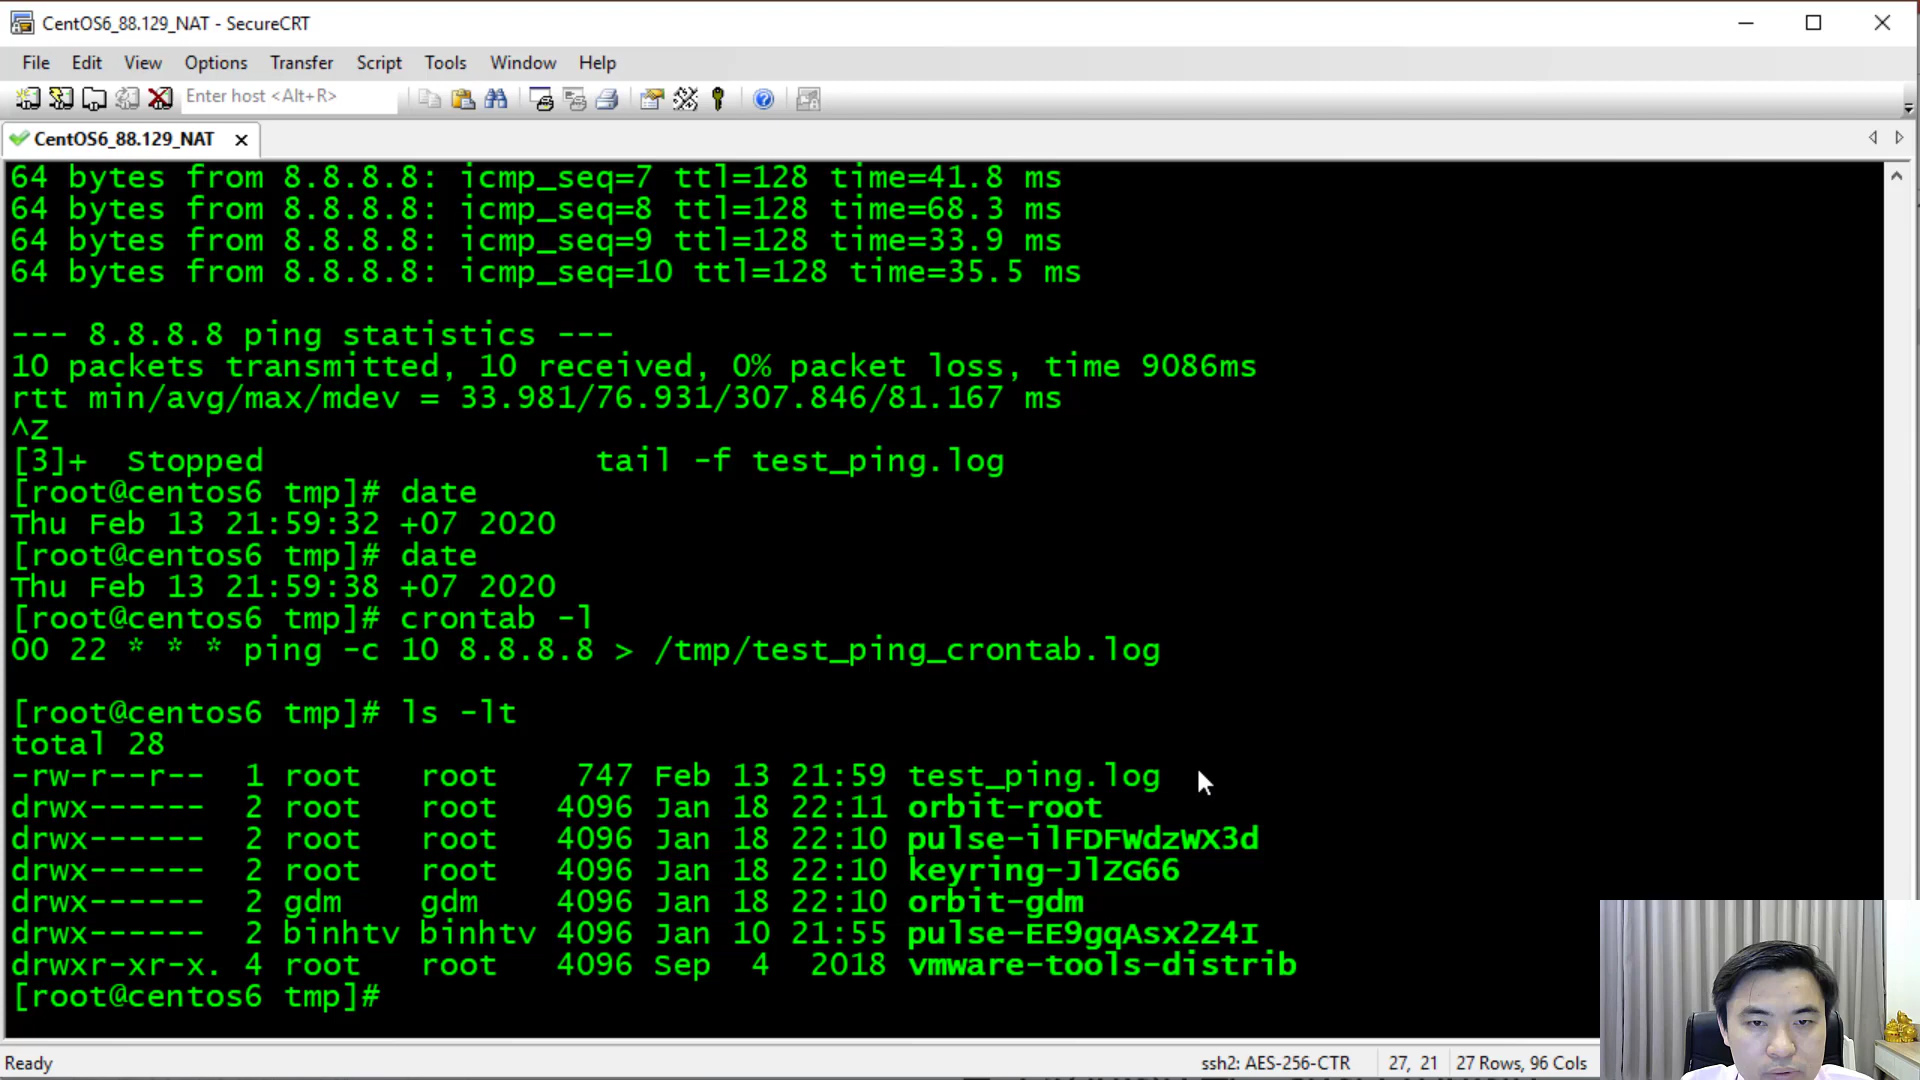 CentOS6_88.129_NAT - SecureCRT
File Edit View Options Transfer Script Tools Window Help
Enter host <Alt+R>
CentOS6_88.129_NAT
64 bytes from 8.8.8.8: icmp_seq=7 ttl=128 time=41.8 ms
64 bytes from 8.8.8.8: icmp_seq=8 ttl=128 time=68.3 ms
64 bytes from 8.8.8.8: icmp_seq=9 ttl=128 time=33.9 ms
64 bytes from 8.8.8.8: icmp_seq=10 ttl=128 time=35.5 ms
--- 8.8.8.8 ping statistics ---
10 packets transmitted, 10 received, 0% packet loss, time 9086ms
rtt min/avg/max/mdev = 33.981/76.931/307.846/81.167 ms
^Z
[3]+  Stopped                 tail -f test_ping.log
[root@centos6 tmp]# date
Thu Feb 13 21:59:32 +07 2020
[root@centos6 tmp]# date
Thu Feb 13 21:59:38 +07 2020
[root@centos6 tmp]# crontab -l
00 22 * * * ping -c 10 8.8.8.8 > /tmp/test_ping_crontab.log
[root@centos6 tmp]# ls -lt
total 28
-rw-r--r--  1 root   root    747 Feb 13 21:59 test_ping.log
drwx------  2 root   root   4096 Jan 18 22:11 orbit-root
drwx------  2 root   root   4096 Jan 18 22:10 pulse-ilFDFWdzWX3d
drwx------  2 root   root   4096 Jan 18 22:10 keyring-JlZG66
drwx------  2 gdm    gdm    4096 Jan 18 22:10 orbit-gdm
drwx------  2 binhtv binhtv 4096 Jan 10 21:55 pulse-EE9gqAsx2Z4I
drwxr-xr-x. 4 root   root   4096 Sep  4  2018 vmware-tools-distrib
[root@centos6 tmp]#
Ready ssh2: AES-256-CTR 27, 21 27 Rows, 96 Cols